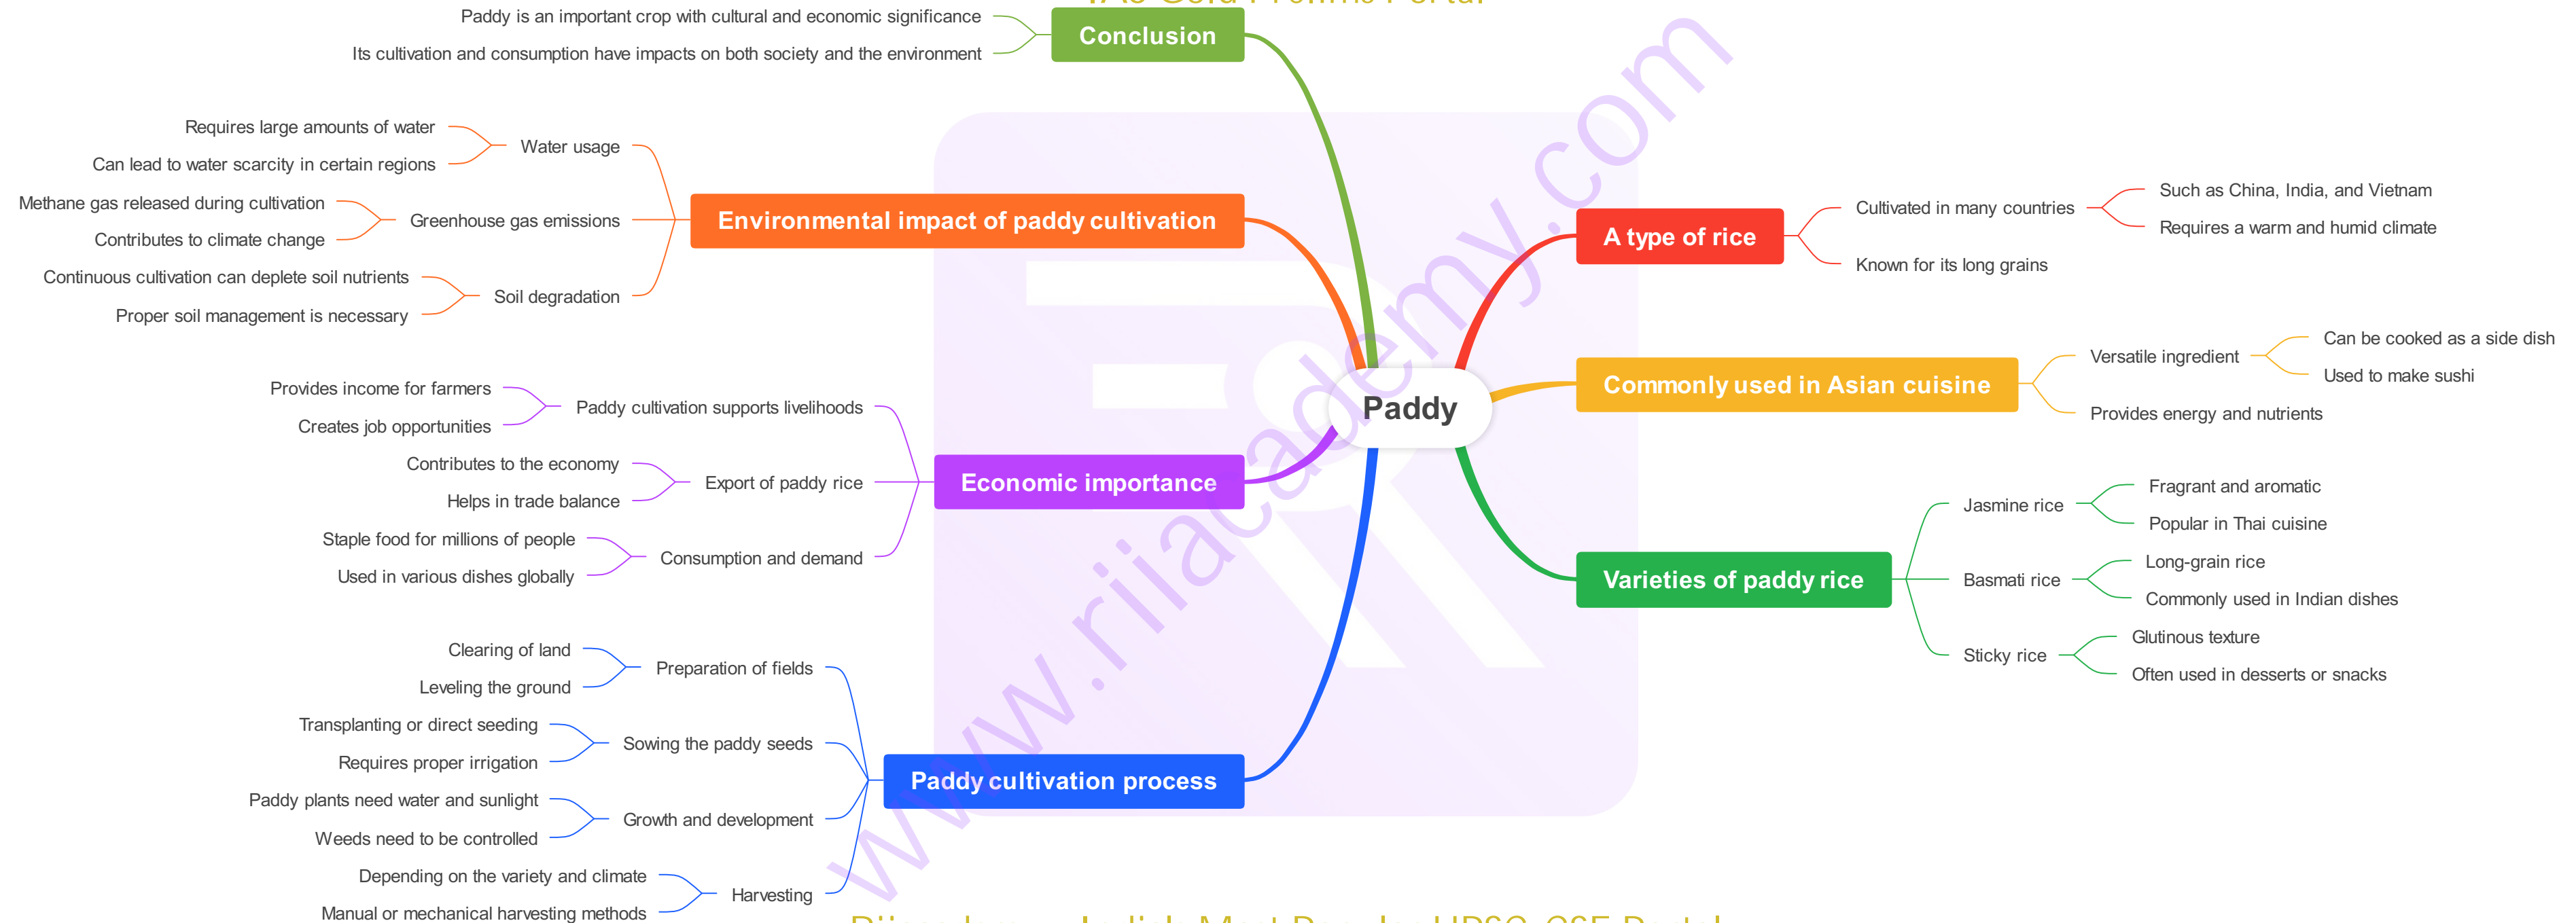 Paddy
A type of rice
Cultivated in many countries
Such as China, India, and Vietnam
Requires a warm and humid climate
Known for its long grains
Commonly used in Asian cuisine
Versatile ingredient
Can be cooked as a side dish
Used to make sushi
Provides energy and nutrients
Varieties of paddy rice
Jasmine rice
Fragrant and aromatic
Popular in Thai cuisine
Basmati rice
Long-grain rice
Commonly used in Indian dishes
Sticky rice
Glutinous texture
Often used in desserts or snacks
Paddy cultivation process
Preparation of fields
Clearing of land
Leveling the ground
Sowing the paddy seeds
Transplanting or direct seeding
Requires proper irrigation
Growth and development
Paddy plants need water and sunlight
Weeds need to be controlled
Harvesting
Depending on the variety and climate
Manual or mechanical harvesting methods
Economic importance
Paddy cultivation supports livelihoods
Provides income for farmers
Creates job opportunities
Export of paddy rice
Contributes to the economy
Helps in trade balance
Consumption and demand
Staple food for millions of people
Used in various dishes globally
Environmental impact of paddy cultivation
Water usage
Requires large amounts of water
Can lead to water scarcity in certain regions
Greenhouse gas emissions
Methane gas released during cultivation
Contributes to climate change
Soil degradation
Continuous cultivation can deplete soil nutrients
Proper soil management is necessary
Conclusion
Paddy is an important crop with cultural and economic significance
Its cultivation and consumption have impacts on both society and the environment
www.riiacademy.com